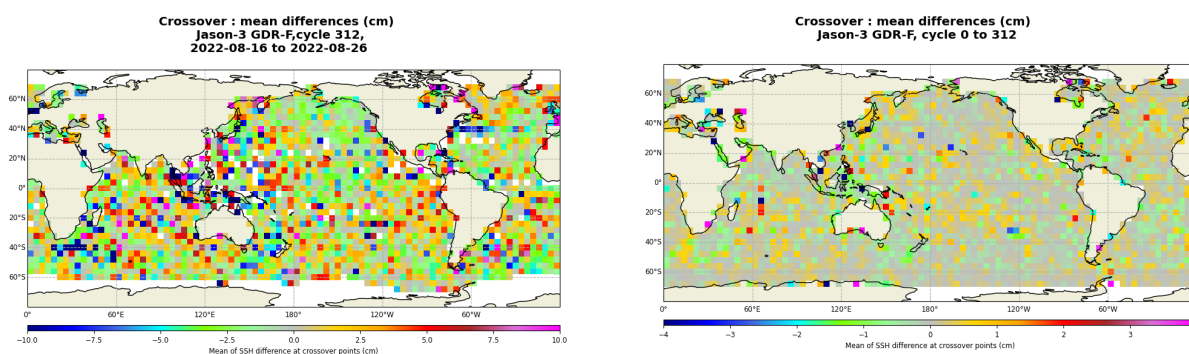 Crossover : mean differences (cm)
Jason-3 GDR-F,cycle 312,
2022-08-16 to 2022-08-26
60°N
40°N
20°N
0°
20°S
40°S
60°S
0°
60°E
120°E
180°
120°W
60°W
0°
−10.0
−7.5
−5.0
−2.5
0.0
2.5
5.0
7.5
10.0
Mean of SSH difference at crossover points (cm)
Crossover : mean differences (cm)
Jason-3 GDR-F, cycle 0 to 312
60°N
40°N
20°N
0°
20°S
40°S
60°S
0°
60°E
120°E
180°
120°W
60°W
−4
−3
−2
−1
0
1
2
3
Mean of SSH difference at crossover points (cm)